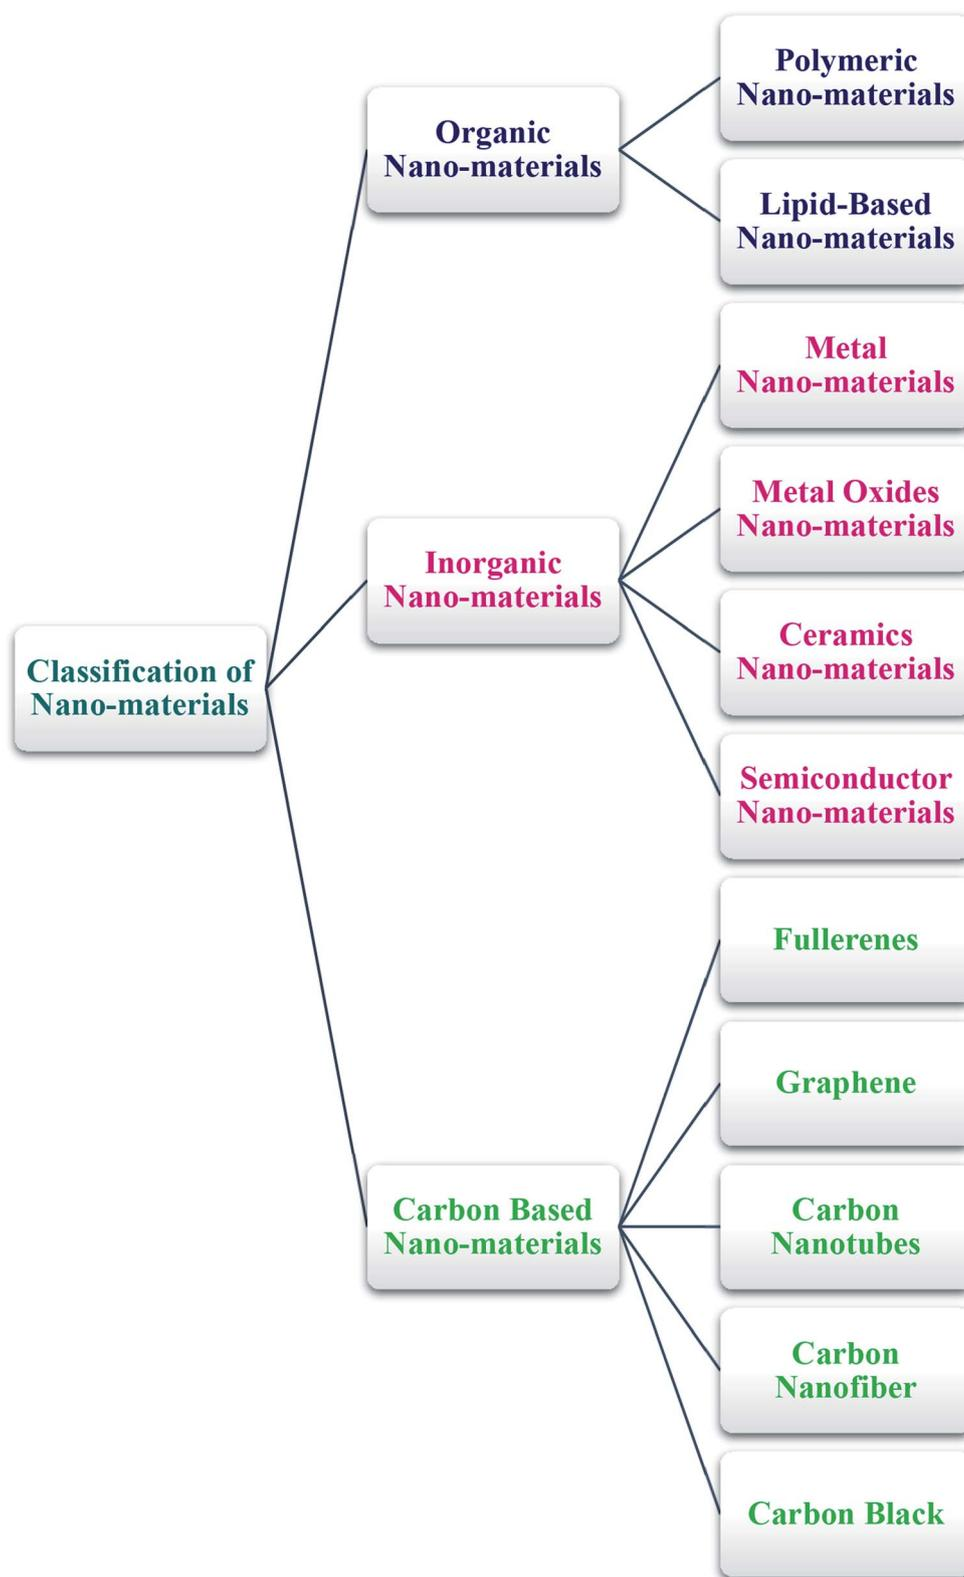 Polymeric
Nano-materials
Organic
Nano-materials
Lipid-Based
Nano-materials
Metal
Nano-materials
Metal Oxides
Nano-materials
Inorganic
Nano-materials
Ceramics
Nano-materials
Classification of
Nano-materials
Semiconductor
Nano-materials
Fullerenes
Graphene
Carbon Based
Nano-materials
Carbon
Nanotubes
Carbon
Nanofiber
Carbon Black